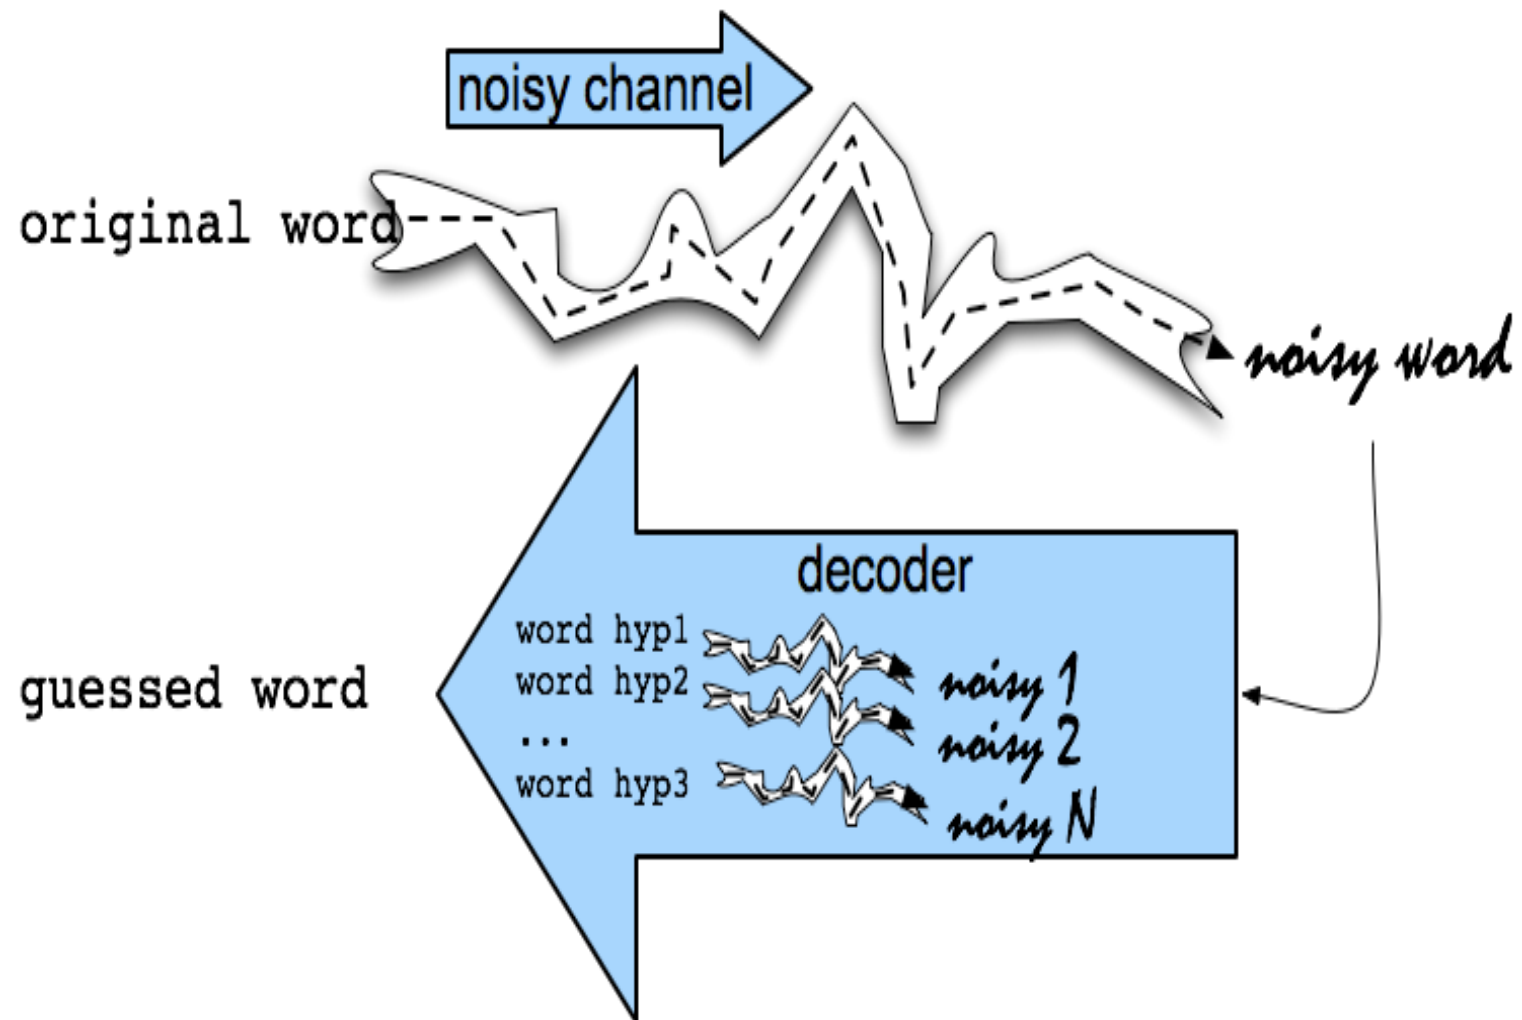 noisy channel
original word
noisy word
decoder
word hyp1
noisy 1
word hyp2
noisy 2
...
word hyp3
noisy N
guessed word